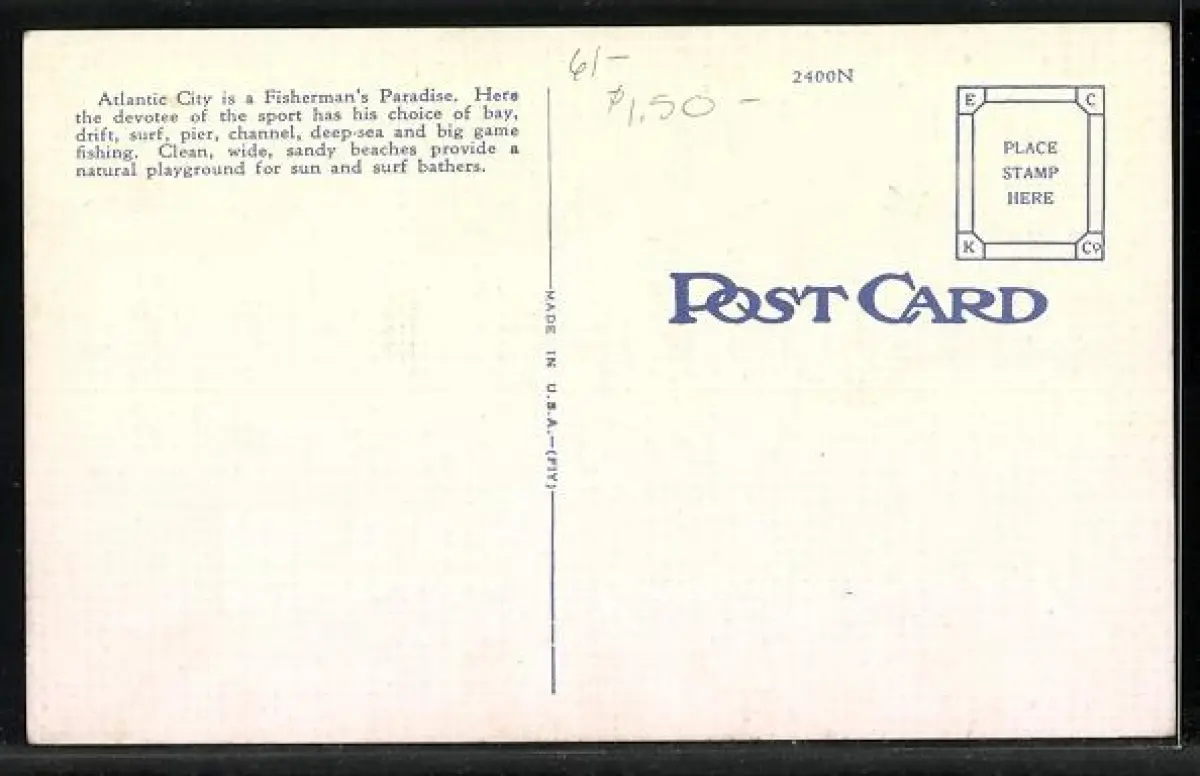 Atlantic City is a Fisherman's Paradise. Here
the devotee of the sport has his choice of bay,
drift, surf, pier, channel, deep-sea and big game
fishing. Clean, wide, sandy beaches provide a
natural playground for sun and surf bathers.
61-
$1.50 -
2400N
E C
PLACE
STAMP
HERE
K Co
POST CARD
MADE IN U.S.A.-(FIY)